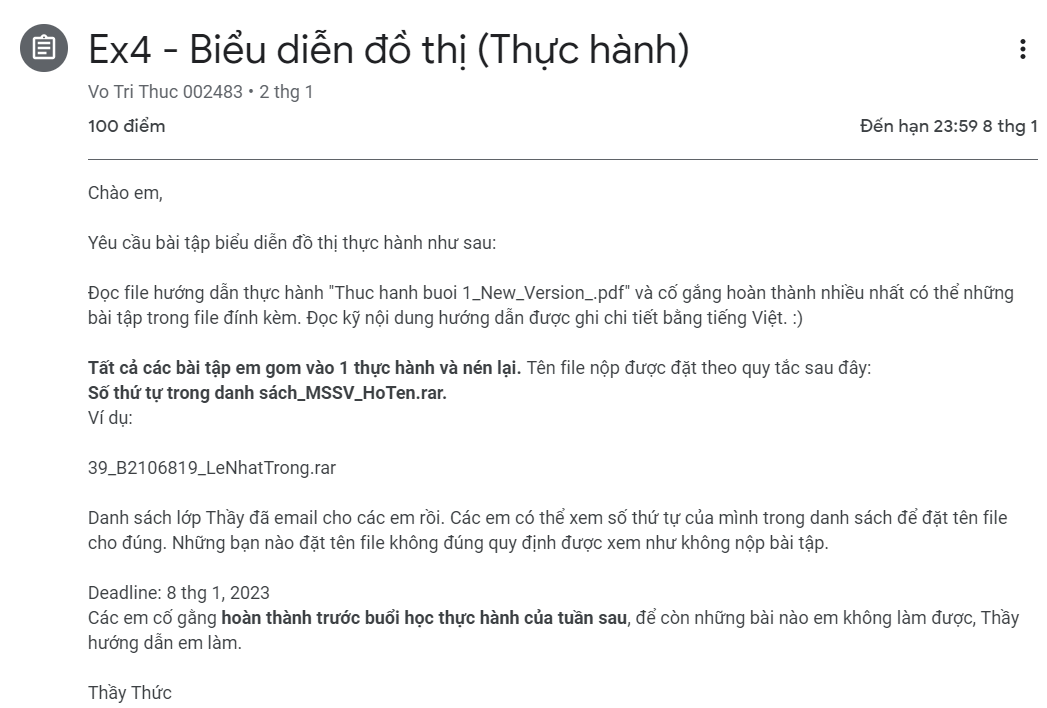 Ex4 - Biểu diễn đồ thị (Thực hành)
Vo Tri Thuc 002483 • 2 thg 1
100 điểm
Đến hạn 23:59 8 thg 1
Chào em,
Yêu cầu bài tập biểu diễn đồ thị thực hành như sau:
Đọc file hướng dẫn thực hành "Thuc hanh buoi 1_New_Version_.pdf" và cố gắng hoàn thành nhiều nhất có thể những
bài tập trong file đính kèm. Đọc kỹ nội dung hướng dẫn được ghi chi tiết bằng tiếng Việt. :)
Tất cả các bài tập em gom vào 1 thực hành và nén lại. Tên file nộp được đặt theo quy tắc sau đây:
Số thứ tự trong danh sách_MSSV_HoTen.rar.
Ví dụ:
39_B2106819_LeNhatTrong.rar
Danh sách lớp Thầy đã email cho các em rồi. Các em có thể xem số thứ tự của mình trong danh sách để đặt tên file
cho đúng. Những bạn nào đặt tên file không đúng quy định được xem như không nộp bài tập.
Deadline: 8 thg 1, 2023
Các em cố gằng hoàn thành trước buổi học thực hành của tuần sau, để còn những bài nào em không làm được, Thầy
hướng dẫn em làm.
Thầy Thức